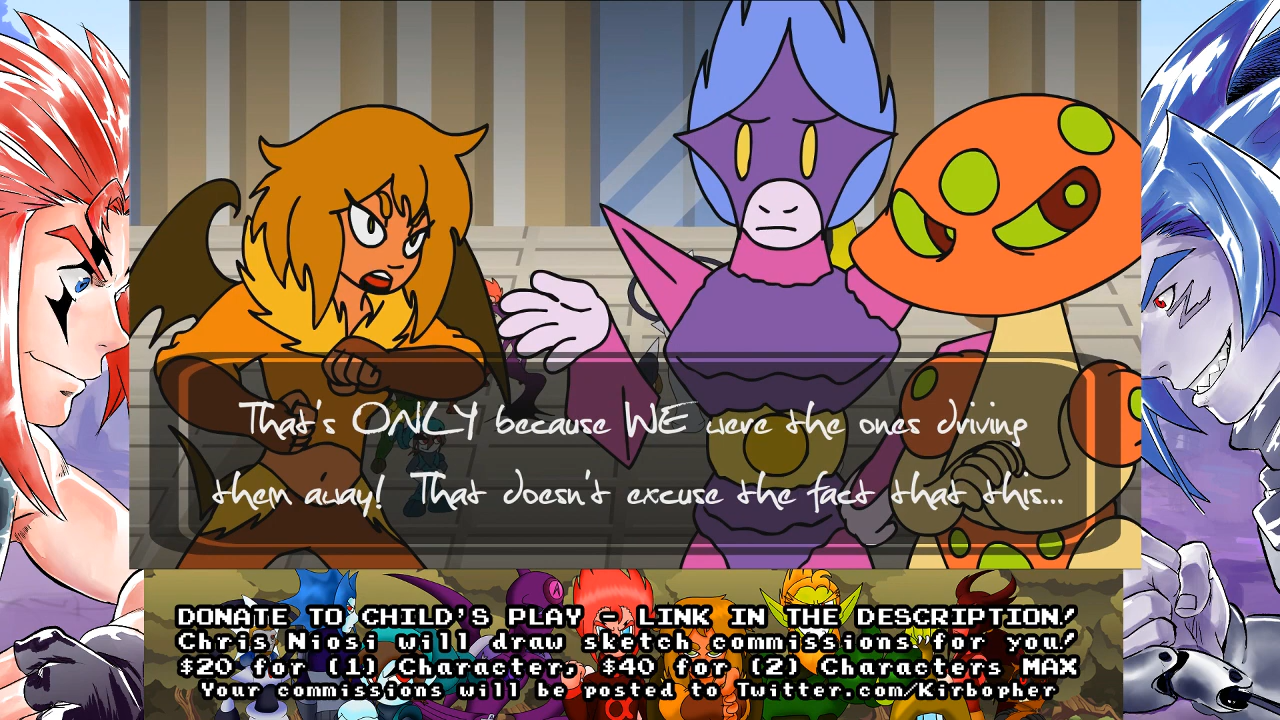 That's ONLY because WE were the ones driving
them away! That doesn't excuse the fact that this...
DONATE TO CHILD'S PLAY - LINK IN THE DESCRIPTION!
Chris Niosi will draw sketch commissions for you!
$20 for (1) Character, $40 for (2) Characters MAX
Your commissions will be posted to Twitter.com/Kirbopher